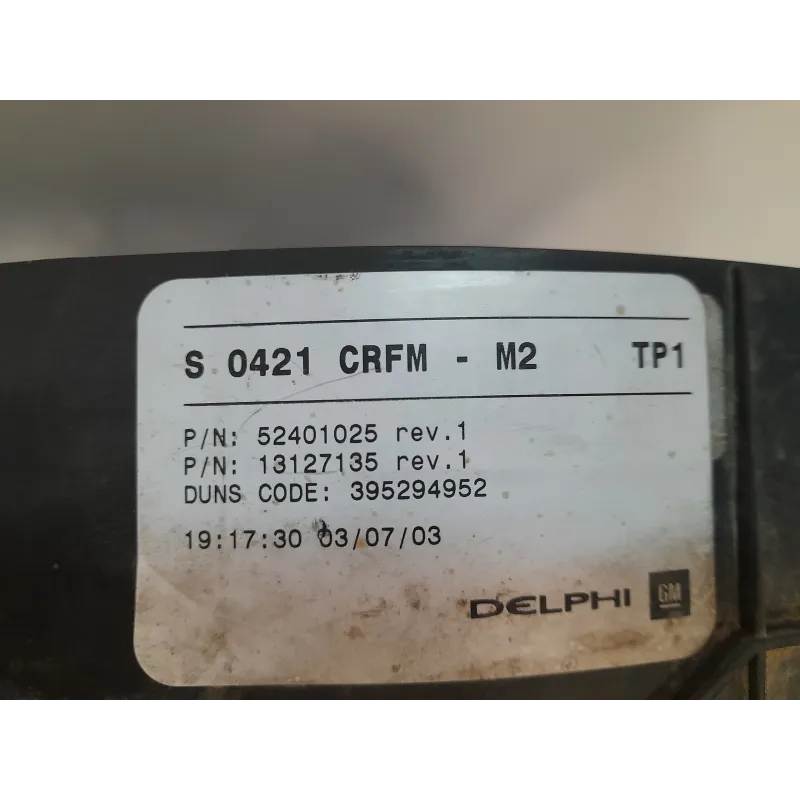 S 0421 CRFM - M2 TP1
P/N: 52401025 rev.1
P/N: 13127135 rev.1
DUNS CODE: 395294952
19:17:30 03/07/03
DELPHI GM